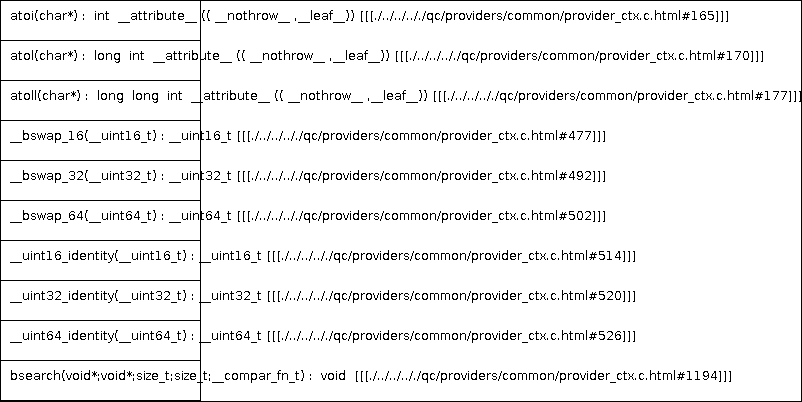 atoi(char*) : int __attribute__ (( __nothrow__ ,__leaf__)) [[[./../../../qc/providers/common/provider_ctx.c.html#165]]]
atol(char*) : long int __attribute__ (( __nothrow__ ,__leaf__)) [[[./../../../qc/providers/common/provider_ctx.c.html#170]]]
atoll(char*) : long long int __attribute__ (( __nothrow__ ,__leaf__)) [[[./../../../qc/providers/common/provider_ctx.c.html#177]]]
__bswap_16(__uint16_t) : __uint16_t [[[./../../../qc/providers/common/provider_ctx.c.html#477]]]
__bswap_32(__uint32_t) : __uint32_t [[[./../../../qc/providers/common/provider_ctx.c.html#492]]]
__bswap_64(__uint64_t) : __uint64_t [[[./../../../qc/providers/common/provider_ctx.c.html#502]]]
__uint16_identity(__uint16_t) : __uint16_t [[[./../../../qc/providers/common/provider_ctx.c.html#514]]]
__uint32_identity(__uint32_t) : __uint32_t [[[./../../../qc/providers/common/provider_ctx.c.html#520]]]
__uint64_identity(__uint64_t) : __uint64_t [[[./../../../qc/providers/common/provider_ctx.c.html#526]]]
bsearch(void*;void*;size_t;size_t;__compar_fn_t) : void [[[./../../../qc/providers/common/provider_ctx.c.html#1194]]]